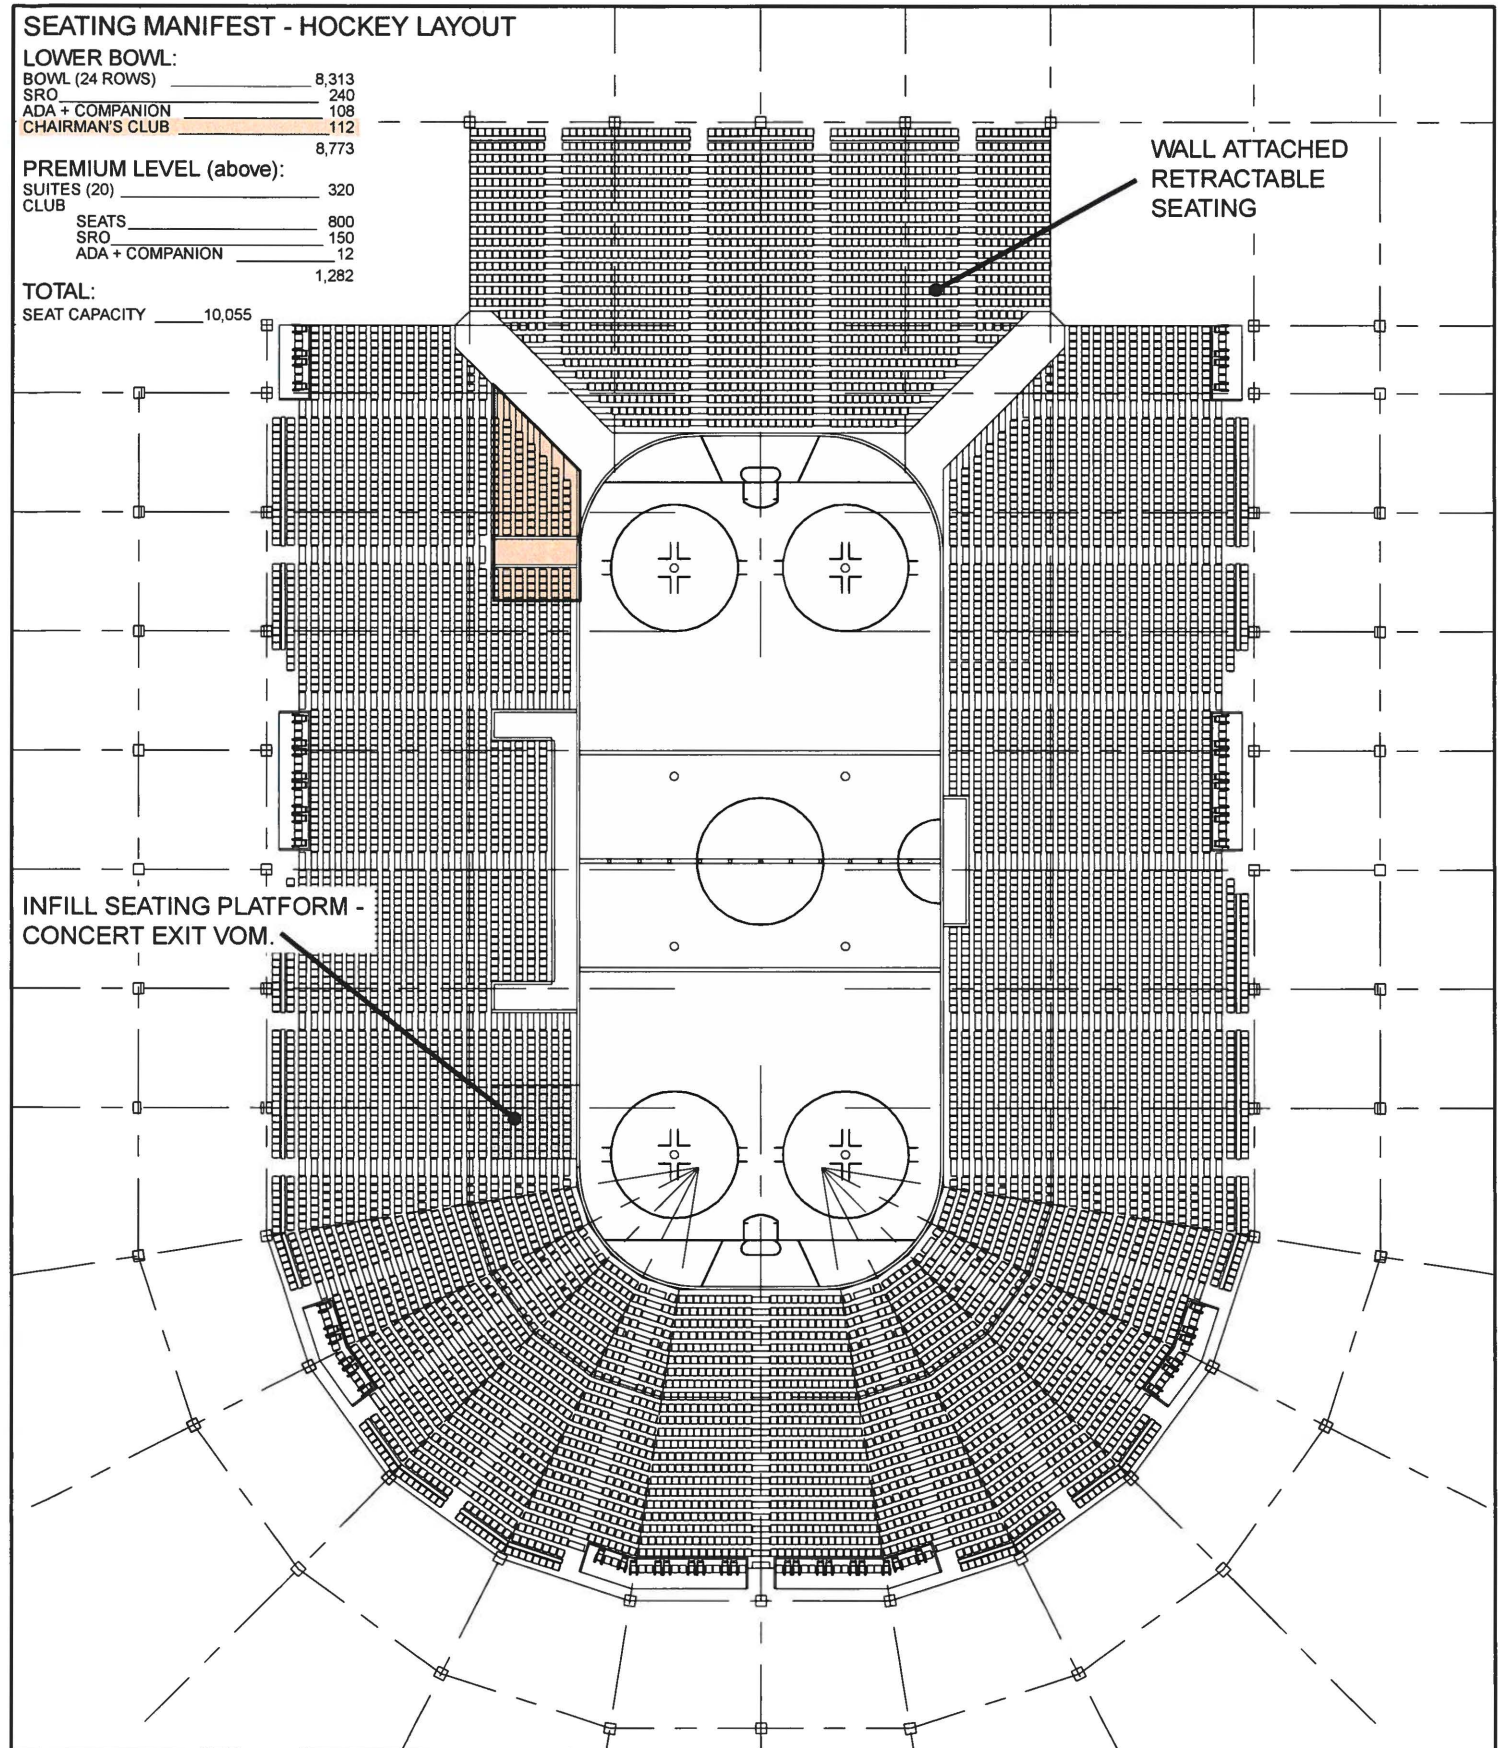 SEATING MANIFEST - HOCKEY LAYOUT
LOWER BOWL:
BOWL (24 ROWS) 8,313
SRO 240
ADA + COMPANION 108
CHAIRMAN'S CLUB 112
8,773
PREMIUM LEVEL (above):
SUITES (20) 320
CLUB
SEATS 800
SRO 150
ADA + COMPANION 12
1,282
TOTAL:
SEAT CAPACITY 10,055
WALL ATTACHED
RETRACTABLE
SEATING
INFILL SEATING PLATFORM -
CONCERT EXIT VOM.